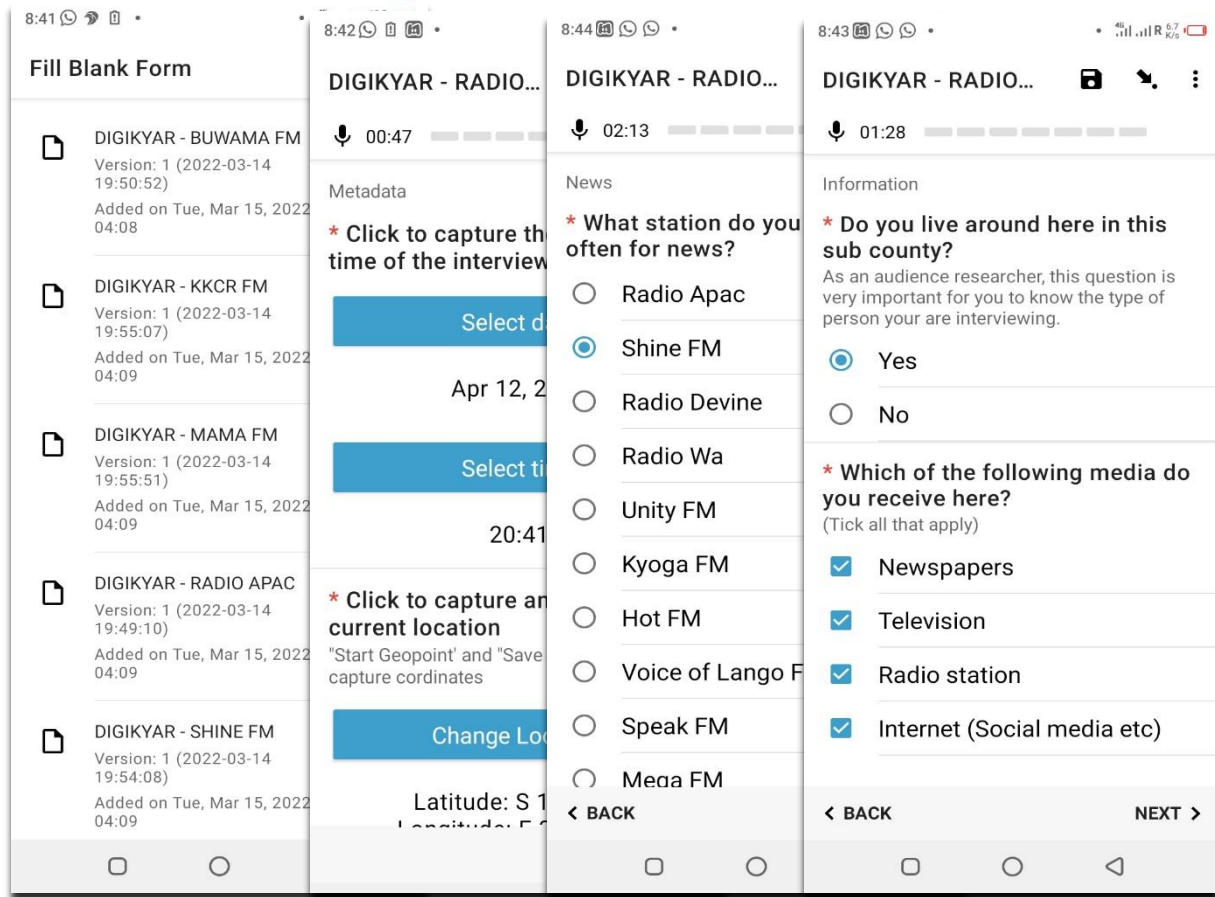 8:41
Fill Blank Form
DIGIKYAR - BUWAMA FM
Version: 1 (2022-03-14
19:50:52)
Added on Tue, Mar 15, 2022
04:08
DIGIKYAR - KKCR FM
Version: 1 (2022-03-14
19:55:07)
Added on Tue, Mar 15, 2022
04:09
DIGIKYAR - MAMA FM
Version: 1 (2022-03-14
19:55:51)
Added on Tue, Mar 15, 2022
04:09
DIGIKYAR - RADIO APAC
Version: 1 (2022-03-14
19:49:10)
Added on Tue, Mar 15, 2022
04:09
DIGIKYAR - SHINE FM
Version: 1 (2022-03-14
19:54:08)
Added on Tue, Mar 15, 2022
04:09
8:42
DIGIKYAR - RADIO...
00:47
Metadata
* Click to capture th
time of the interview
Select d
Apr 12, 2
Select ti
20:41
* Click to capture an
current location
"Start Geopoint' and "Save
capture cordinates
Change Loc
Latitude: S 1
Longitude: E
8:44
DIGIKYAR - RADIO...
02:13
News
* What station do you
often for news?
Radio Apac
Shine FM
Radio Devine
Radio Wa
Unity FM
Kyoga FM
Hot FM
Voice of Lango F
Speak FM
Mega FM
< BACK
8:43
4G R 6.7 K/s
DIGIKYAR - RADIO...
01:28
Information
* Do you live around here in this
sub county?
As an audience researcher, this question is
very important for you to know the type of
person your are interviewing.
Yes
No
* Which of the following media do
you receive here?
(Tick all that apply)
Newspapers
Television
Radio station
Internet (Social media etc)
< BACK
NEXT >